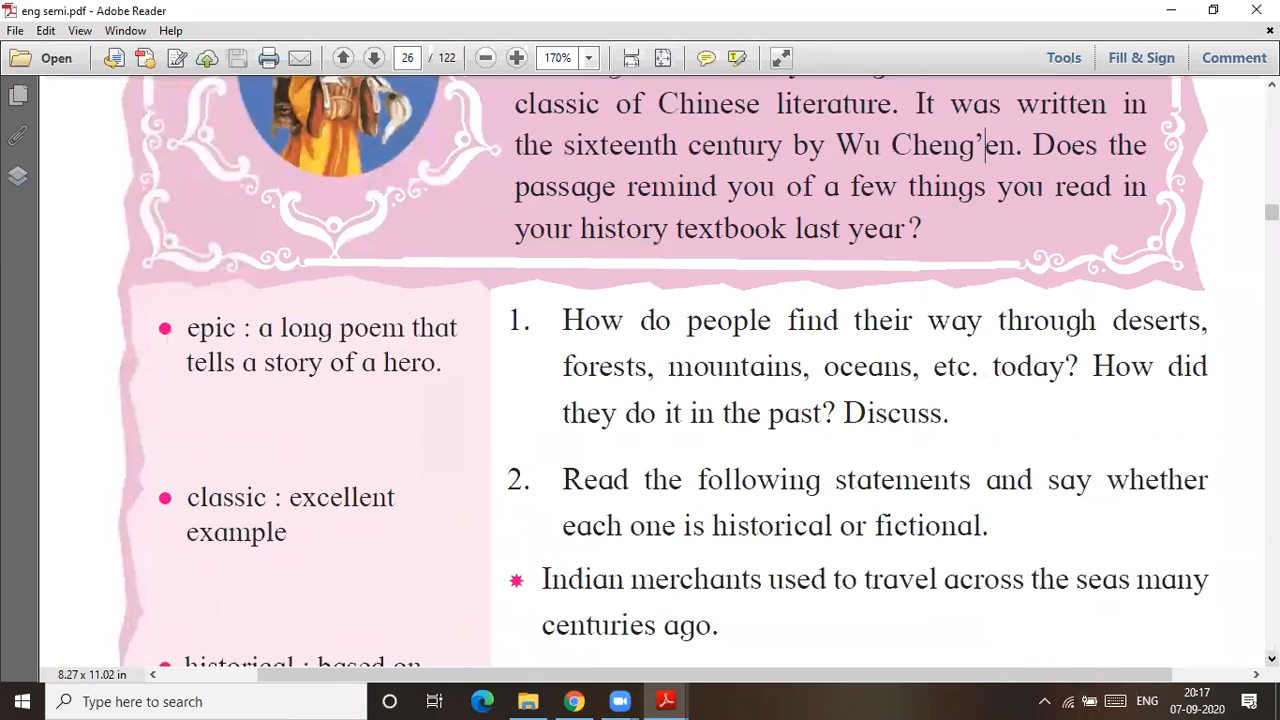 eng semi.pdf - Adobe Reader
File Edit View Window Help
Open 26 / 122 170% Tools Fill & Sign Comment
classic of Chinese literature. It was written in
the sixteenth century by Wu Cheng’en. Does the
passage remind you of a few things you read in
your history textbook last year?
epic : a long poem that
tells a story of a hero.
classic : excellent
example
historical : based on
1. How do people find their way through deserts,
forests, mountains, oceans, etc. today? How did
they do it in the past? Discuss.
2. Read the following statements and say whether
each one is historical or fictional.
Indian merchants used to travel across the seas many
centuries ago.
8.27 x 11.02 in
Type here to search
ENG
20:17
07-09-2020